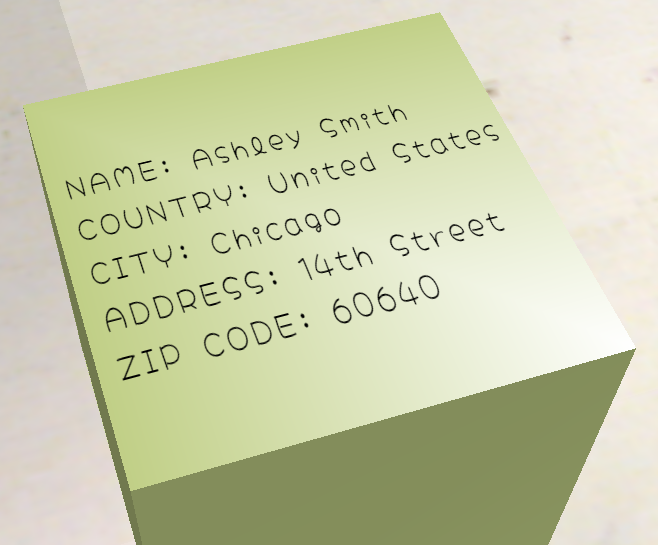 NAME: Ashley Smith
COUNTRY: United States
CITY: Chicago
ADDRESS: 14th Street
ZIP CODE: 60640